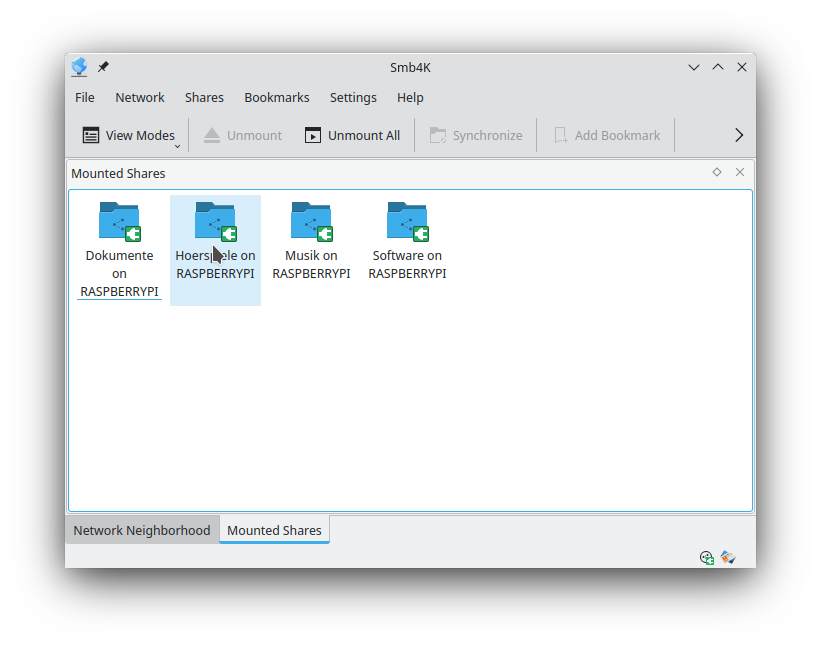 Smb4K
File Network Shares Bookmarks Settings Help
View Modes Unmount Unmount All Synchronize Add Bookmark
Mounted Shares
Dokumente on RASPBERRYPI
Hoerspiele on RASPBERRYPI
Musik on RASPBERRYPI
Software on RASPBERRYPI
Network Neighborhood Mounted Shares